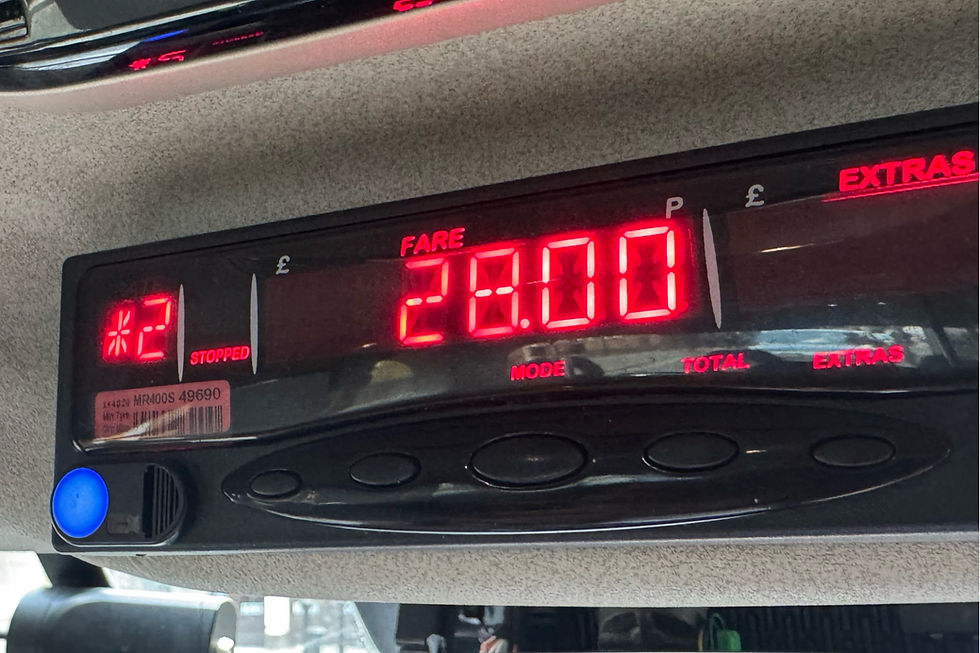 £ EXTRAS
£ FARE P
*2 28.00
STOPPED
MODE TOTAL EXTRAS
MR400S 49690